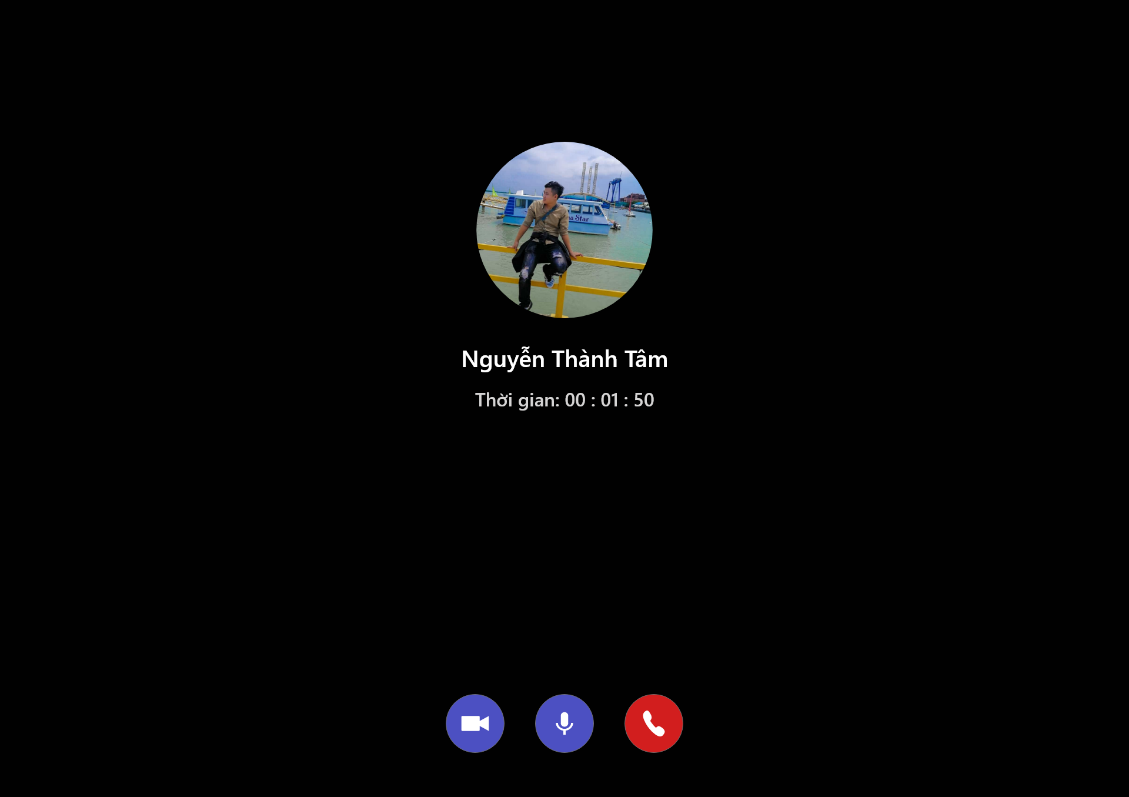 Nguyễn Thành Tâm
Thời gian: 00 : 01 : 50